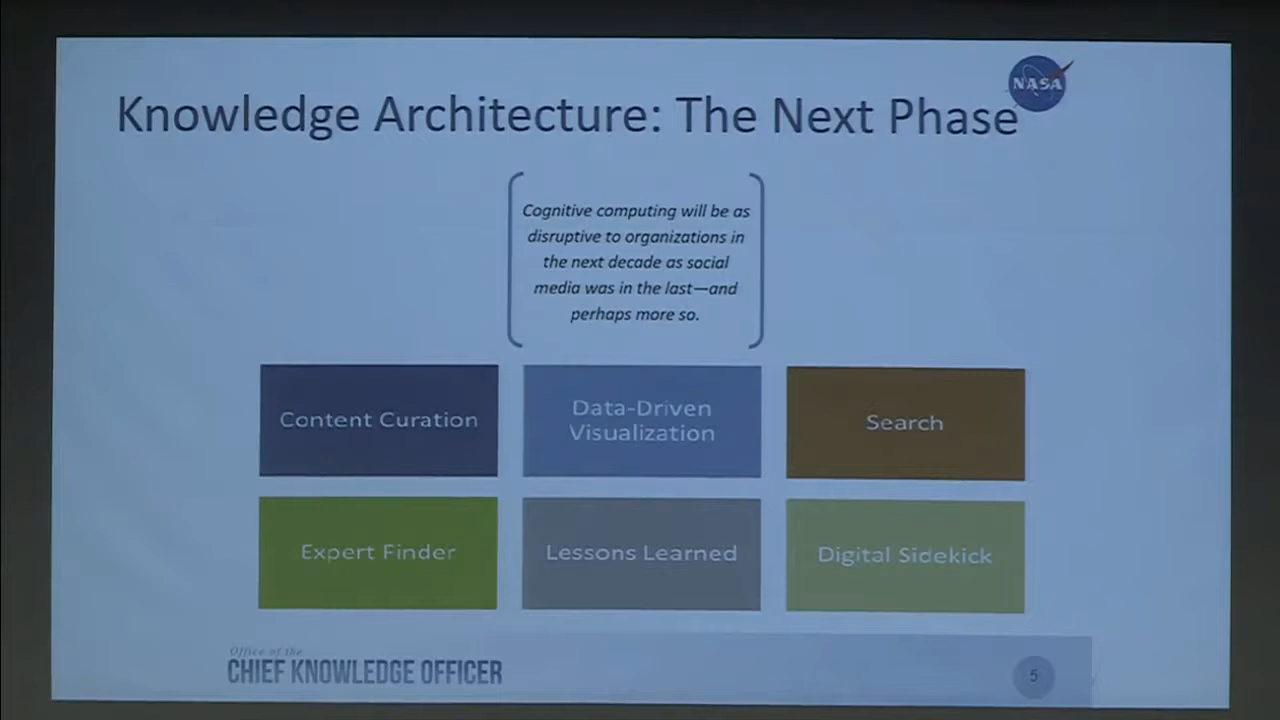 NASA
Knowledge Architecture: The Next Phase
Cognitive computing will be as
disruptive to organizations in
the next decade as social
media was in the last—and
perhaps more so.
Content Curation
Data-Driven
Visualization
Search
Expert Finder
Lessons Learned
Digital Sidekick
Office of the
CHIEF KNOWLEDGE OFFICER
5